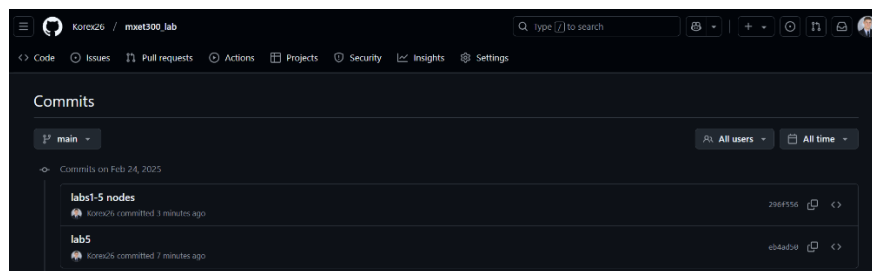 Korex26 / mxet300_lab Type / to search
Code Issues Pull requests Actions Projects Security Insights Settings
Commits
main All users All time
Commits on Feb 24, 2025
labs1-5 nodes
296f556
Korex26 committed 3 minutes ago
lab5
eb4ad50
Korex26 committed 7 minutes ago